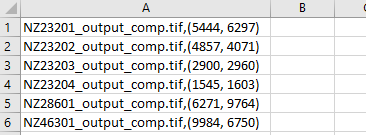 A B
1 NZ23201_output_comp.tif,(5444, 6297)
2 NZ23202_output_comp.tif,(4857, 4071)
3 NZ23203_output_comp.tif,(2900, 2960)
4 NZ23204_output_comp.tif,(1545, 1603)
5 NZ28601_output_comp.tif,(6271, 9764)
6 NZ46301_output_comp.tif,(9984, 6750)